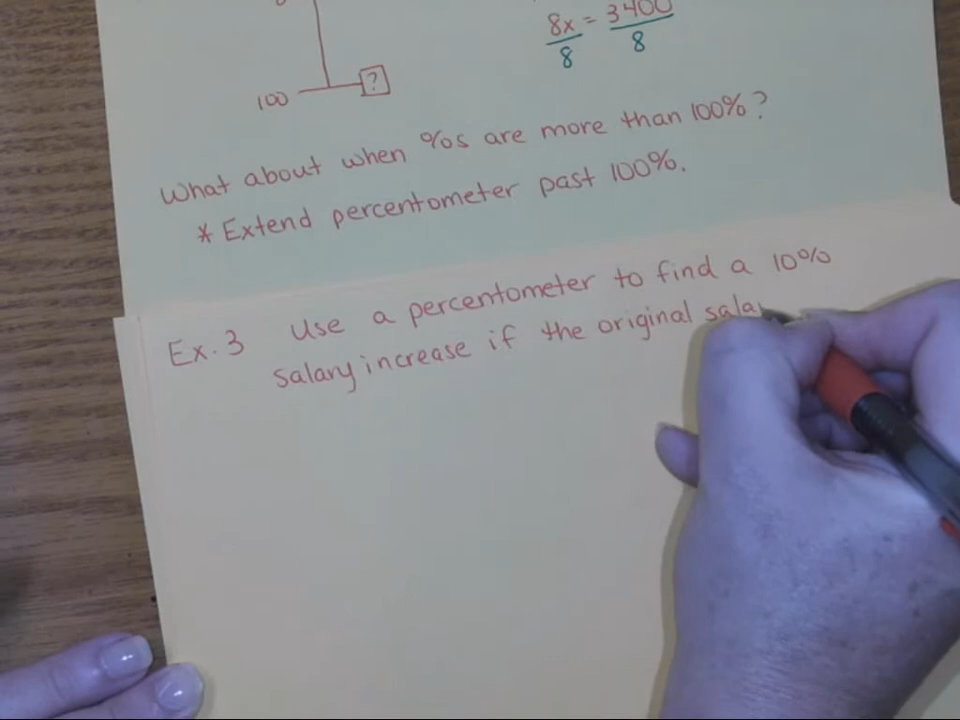 8x = 3400
8 8
100 ?
What about when %s are more than 100%?
* Extend percentometer past 100%.
Ex. 3 Use a percentometer to find a 10%
salary increase if the original sala